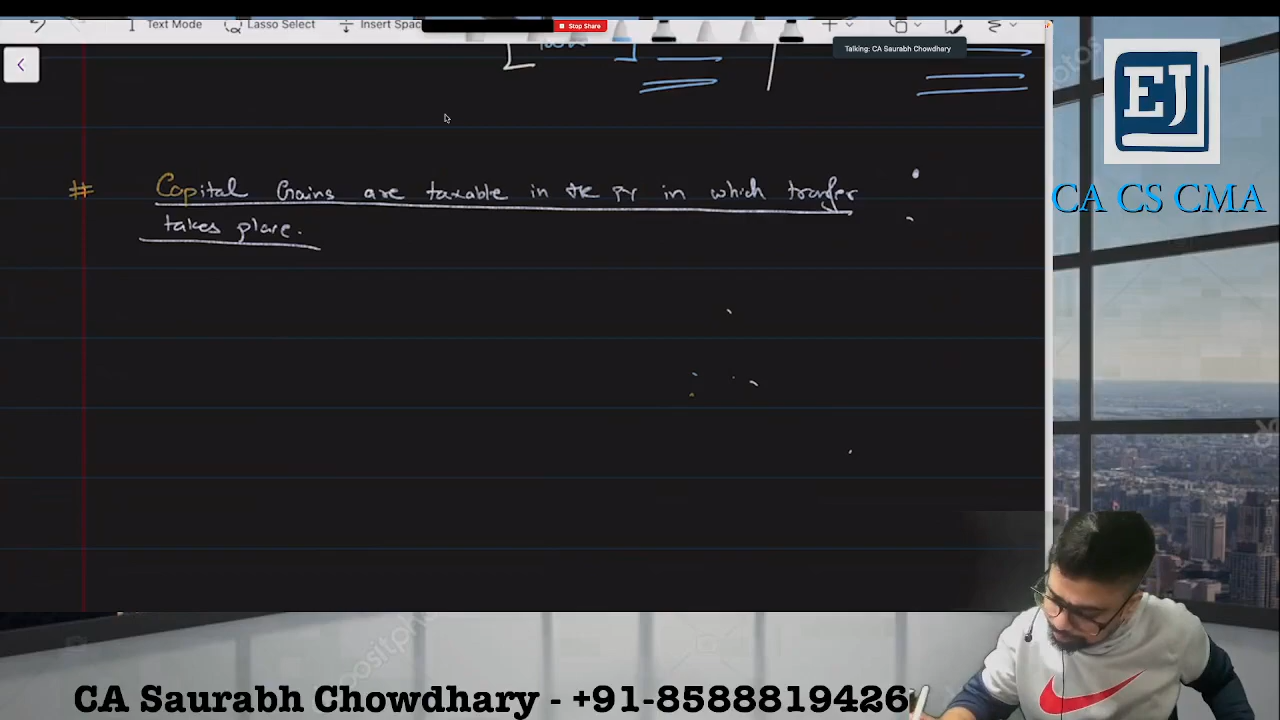 Text Mode
Lasso Select
Insert Spac
Stop Share
Talking: CA Saurabh Chowdhary
EJ
CA CS CMA
# Capital Gains are taxable in the PY in which transfer
takes place.
CA Saurabh Chowdhary - +91-8588819426